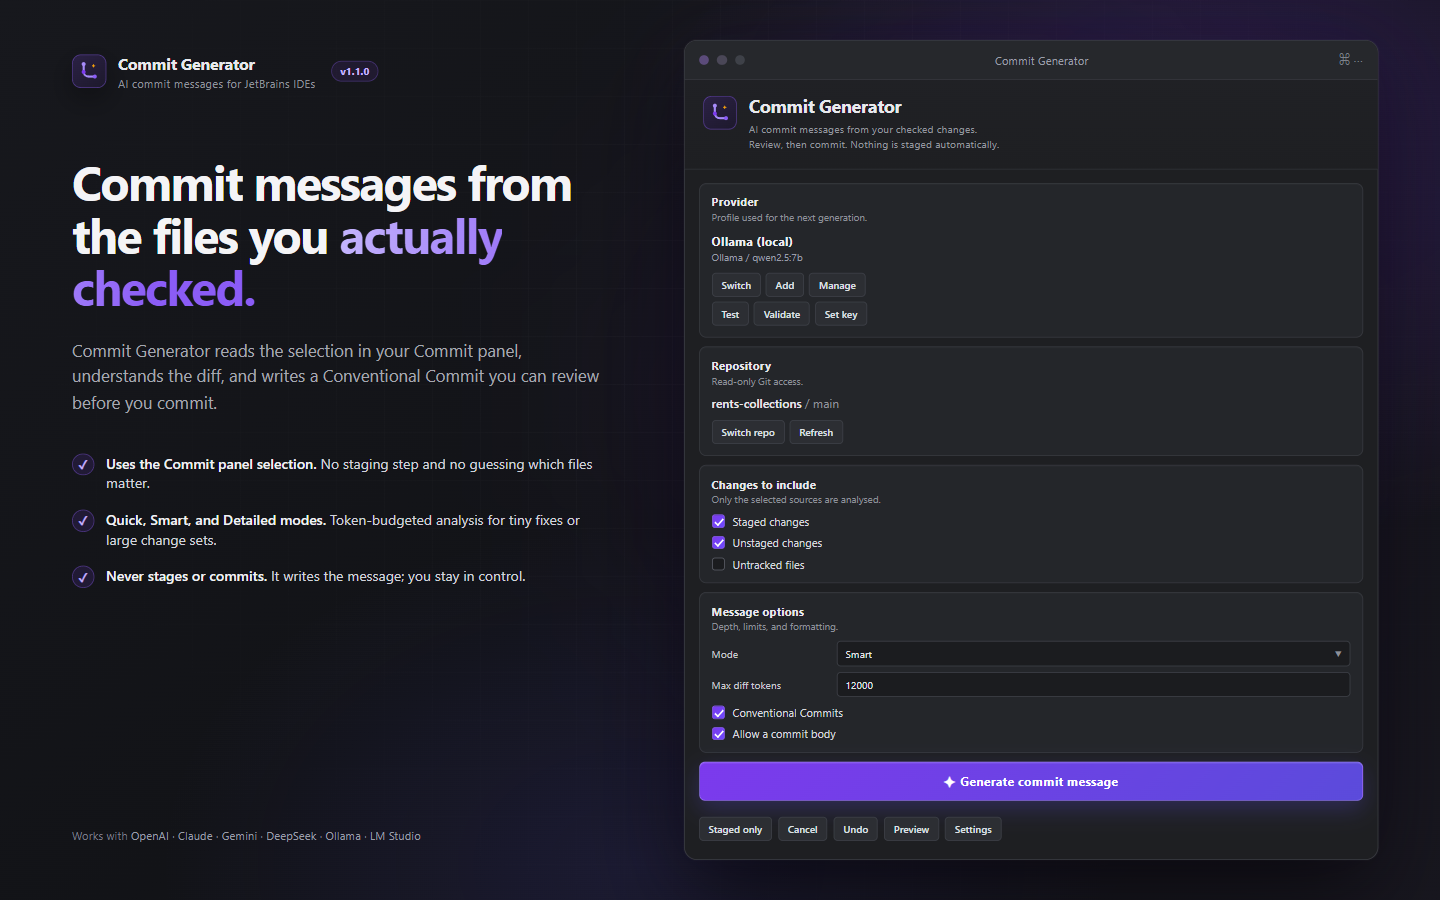 Commit Generator
AI commit messages for JetBrains IDEs
v1.1.0
Commit messages from
the files you actually
checked.
Commit Generator reads the selection in your Commit panel,
understands the diff, and writes a Conventional Commit you can review
before you commit.
Uses the Commit panel selection. No staging step and no guessing which files
matter.
Quick, Smart, and Detailed modes. Token-budgeted analysis for tiny fixes or
large change sets.
Never stages or commits. It writes the message; you stay in control.
Works with OpenAI · Claude · Gemini · DeepSeek · Ollama · LM Studio
Commit Generator
⌘ ...
Commit Generator
AI commit messages from your checked changes.
Review, then commit. Nothing is staged automatically.
Provider
Profile used for the next generation.
Ollama (local)
Ollama / qwen2.5:7b
Switch Add Manage
Test Validate Set key
Repository
Read-only Git access.
rents-collections / main
Switch repo Refresh
Changes to include
Only the selected sources are analysed.
Staged changes
Unstaged changes
Untracked files
Message options
Depth, limits, and formatting.
Mode Smart
Max diff tokens 12000
Conventional Commits
Allow a commit body
Generate commit message
Staged only Cancel Undo Preview Settings